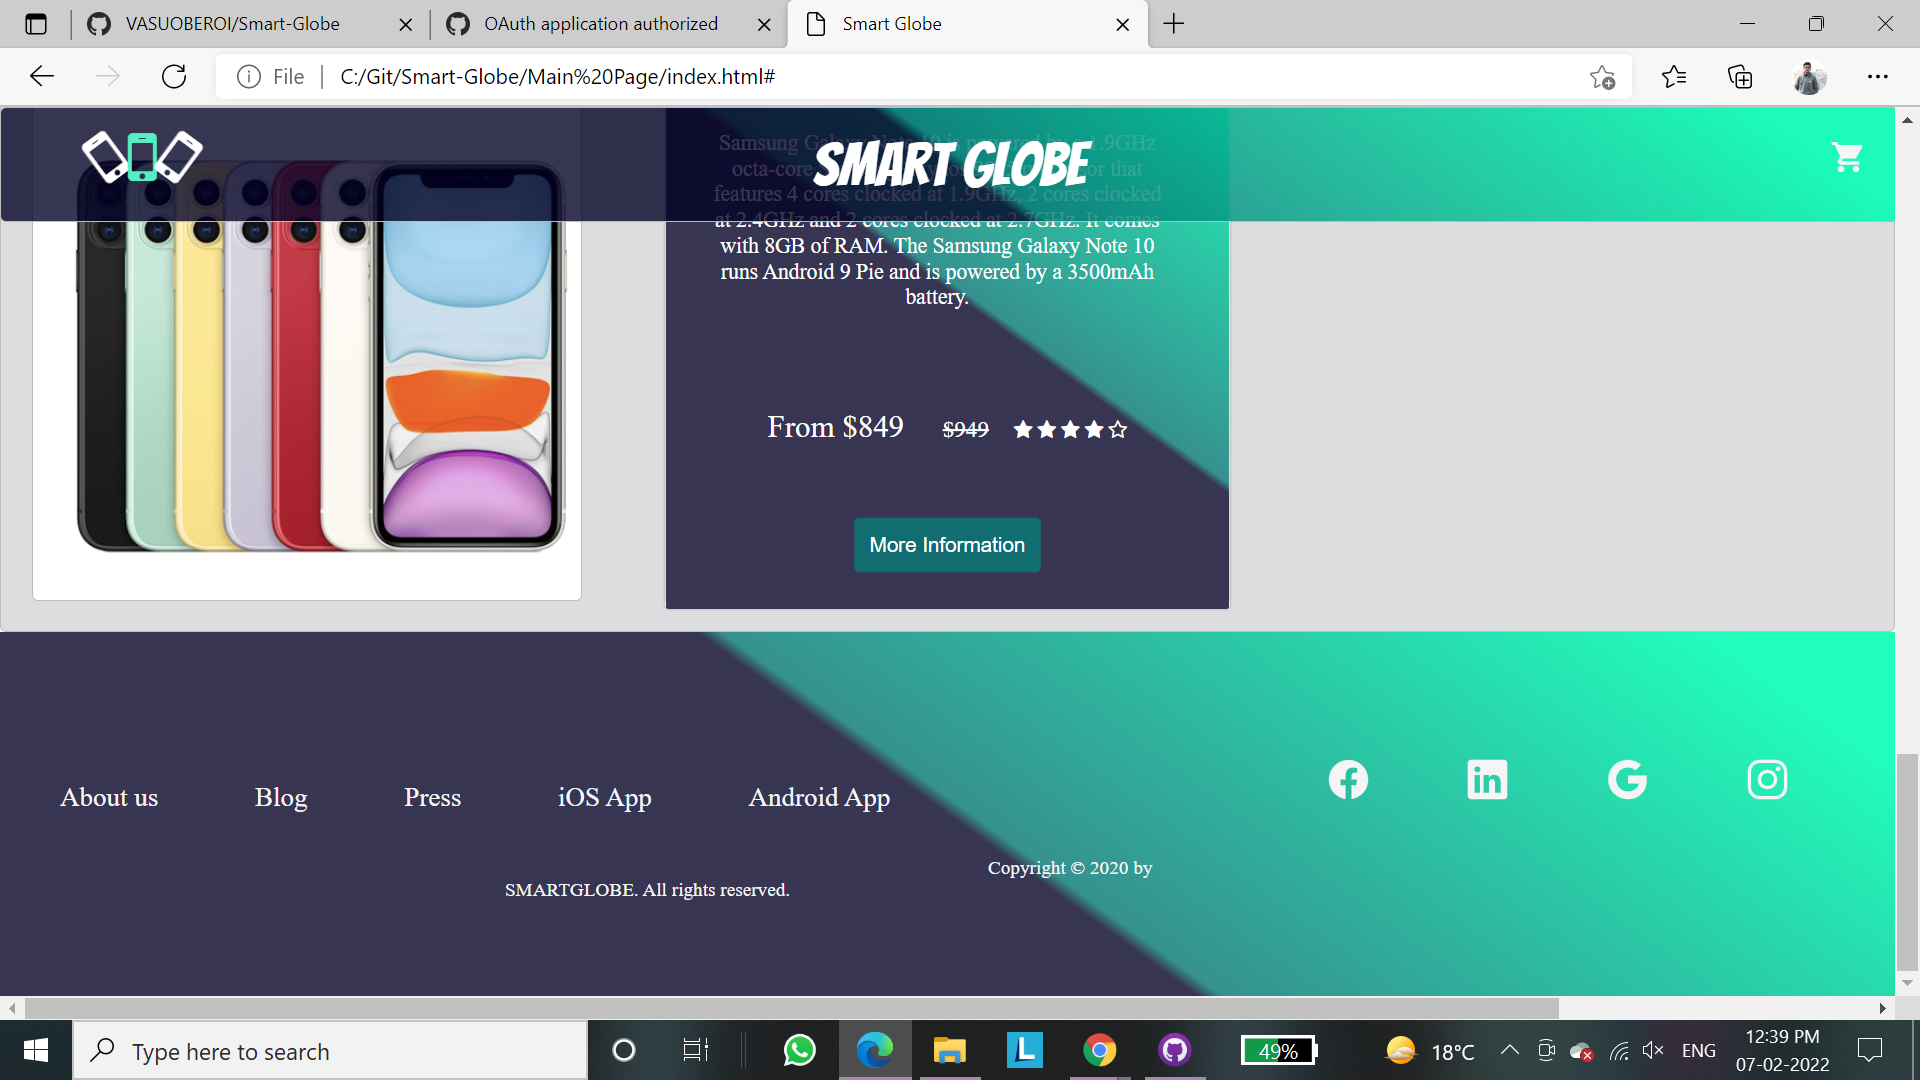 VASUOBEROI/Smart-Globe
OAuth application authorized
Smart Globe
File
C:/Git/Smart-Globe/Main%20Page/index.html#
SMART GLOBE
Samsung Galaxy Note 10 is powered by a 1.9GHz
octa-core
or that
features 4 cores clocked at 1.9GHz, 2 cores clocked
at 2.4GHz and 2 cores clocked at 2.7GHz. It comes
with 8GB of RAM. The Samsung Galaxy Note 10
runs Android 9 Pie and is powered by a 3500mAh
battery.
From $849 $949
More Information
About us Blog Press iOS App Android App
Copyright © 2020 by
SMARTGLOBE. All rights reserved.
Type here to search
49%
18°C
ENG
12:39 PM
07-02-2022